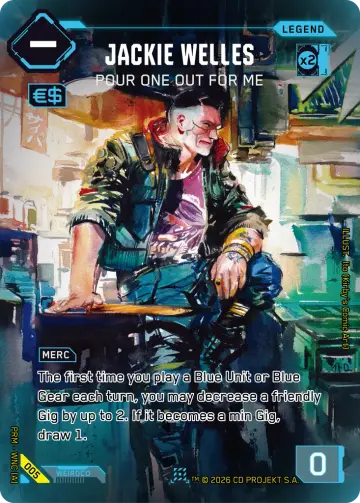 LEGEND
JACKIE WELLES
POUR ONE OUT FOR ME
x2
€$
MERC
The first time you play a Blue Unit or Blue
Gear each turn, you may decrease a friendly
Gig by up to 2. If it becomes a min Gig,
draw 1.
0
005
WEIRDCO
™ © 2026 CD PROJEKT S.A.